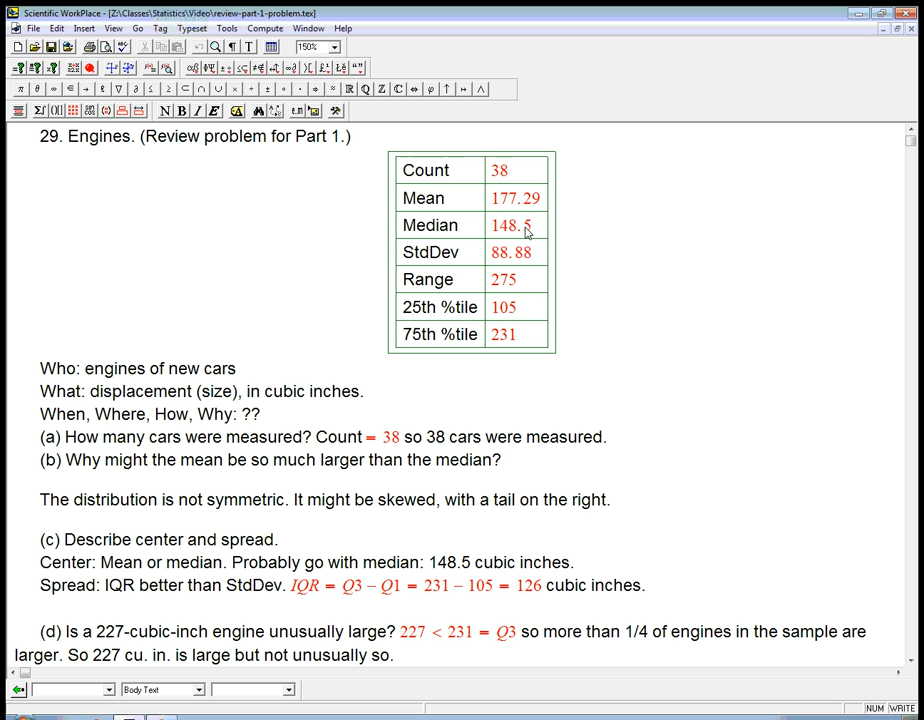 Scientific WorkPlace - [Z:\Classes\Statistics\Video\review-part-1-problem.tex]
File Edit Insert View Go Tag Typeset Tools Compute Window Help
150%
29. Engines. (Review problem for Part 1.)
Count 38
Mean 177.29
Median 148.5
StdDev 88.88
Range 275
25th %tile 105
75th %tile 231
Who: engines of new cars
What: displacement (size), in cubic inches.
When, Where, How, Why: ??
(a) How many cars were measured? Count = 38 so 38 cars were measured.
(b) Why might the mean be so much larger than the median?
The distribution is not symmetric. It might be skewed, with a tail on the right.
(c) Describe center and spread.
Center: Mean or median. Probably go with median: 148.5 cubic inches.
Spread: IQR better than StdDev. IQR = Q3 − Q1 = 231 − 105 = 126 cubic inches.
(d) Is a 227-cubic-inch engine unusually large? 227 < 231 = Q3 so more than 1/4 of engines in the sample are
larger. So 227 cu. in. is large but not unusually so.
Body Text
NUM WRITE